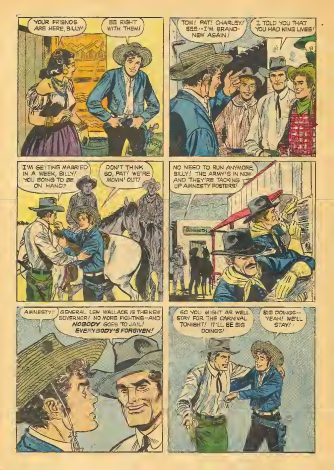 YOUR FRIENDS
ARE HERE, BILLY!
BE RIGHT
WITH THEM!
TOM! PAT! CHARLEY!
SEE--I'M BRAND-
NEW AGAIN!
I TOLD YOU THAT
YOU HAD NINE LIVES!
I'M GETTING MARRIED
IN A WEEK, BILLY!
YOU GOING TO BE
ON HAND?
DON'T THINK
SO, PAT! WE'RE
MOVIN' OUT!
NO NEED TO RUN ANYMORE,
BILLY! THE ARMY'S IN NOW
AND THEY'RE TACKING
UP AMNESTY POSTERS!
AMNESTY!
GENERAL LEW WALLACE IS THE NEW
GOVERNOR! NO MORE FIGHTING--AND
NOBODY GOES TO JAIL!
EVERYBODY'S FORGIVEN!
SO YOU MIGHT AS WELL
STAY FOR THE CARNIVAL
TONIGHT! IT'LL BE BIG
DOINGS!
BIG DOINGS--
YEAH! WE'LL
STAY!